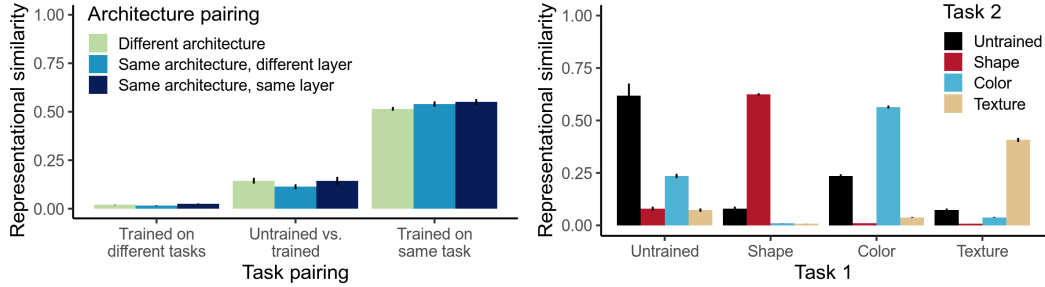 Representational similarity
1.00
0.75
0.50
0.25
0.00
Architecture pairing
Different architecture
Same architecture, different layer
Same architecture, same layer
Trained on
different tasks
Untrained vs.
trained
Trained on
same task
Task pairing
Representational similarity
1.00
0.75
0.50
0.25
0.00
Task 2
Untrained
Shape
Color
Texture
Untrained
Shape
Color
Texture
Task 1